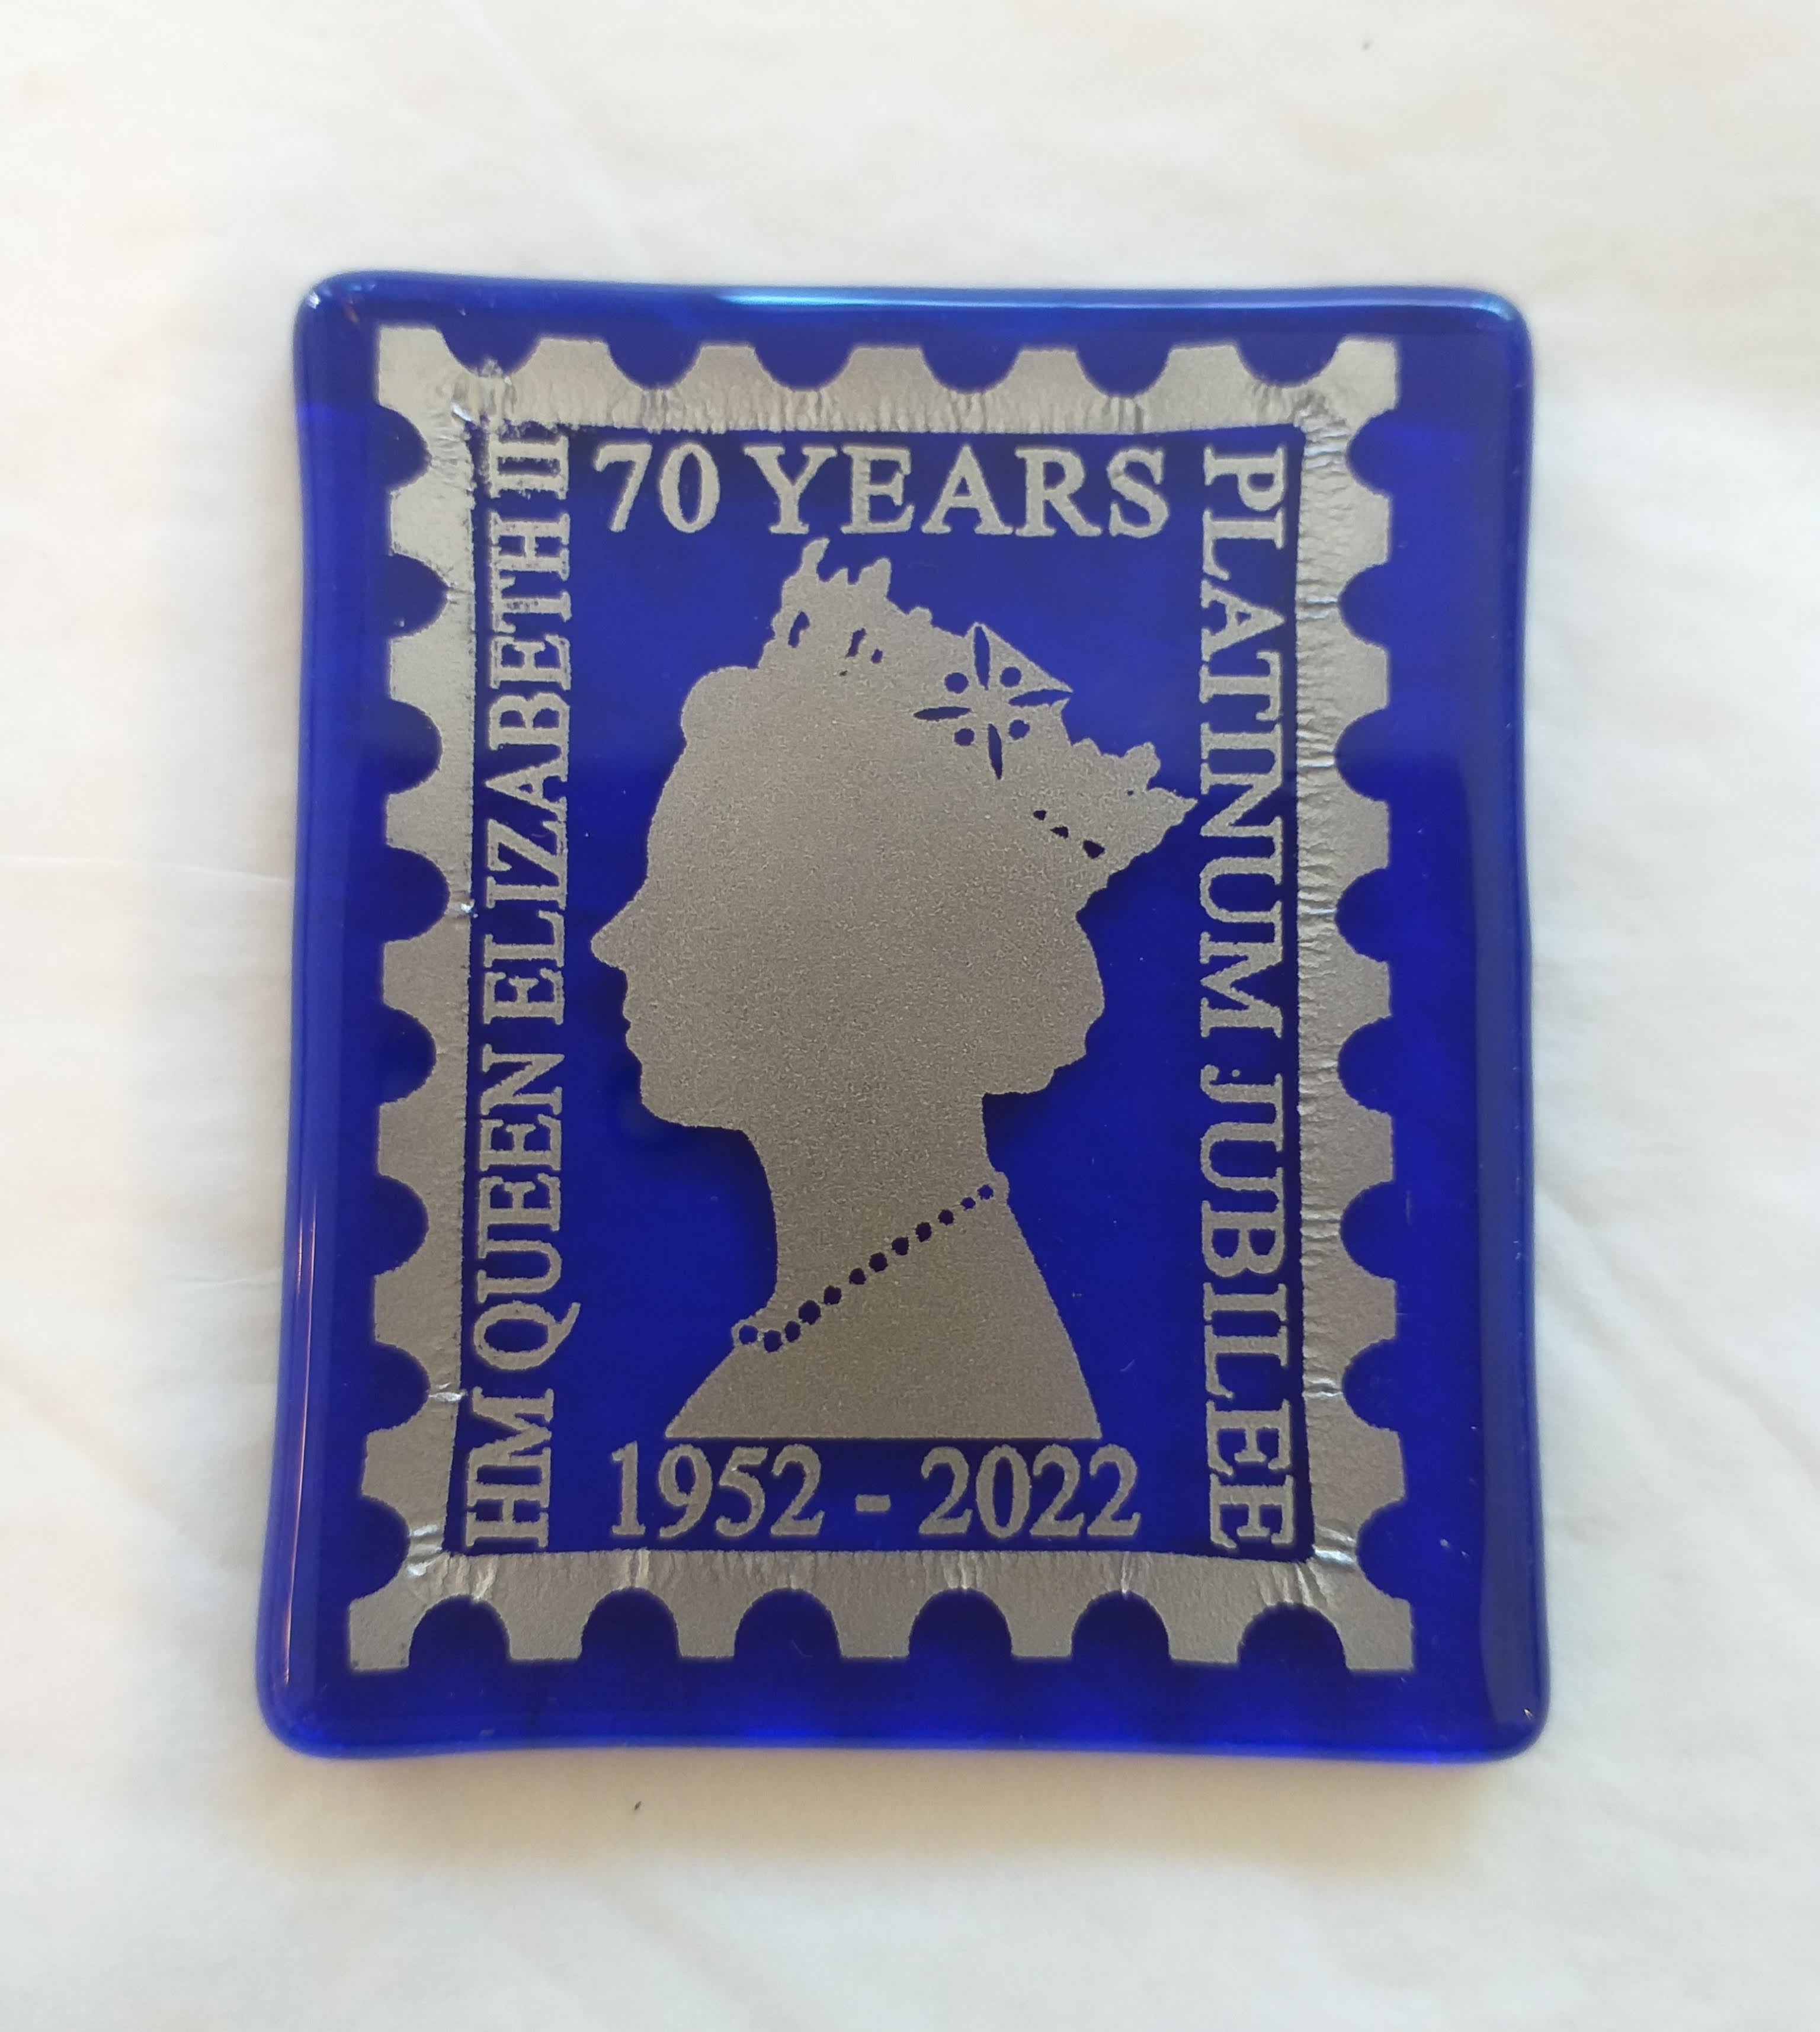 70 YEARS
HM QUEEN ELIZABETH II
PLATINUM JUBILEE
1952 - 2022